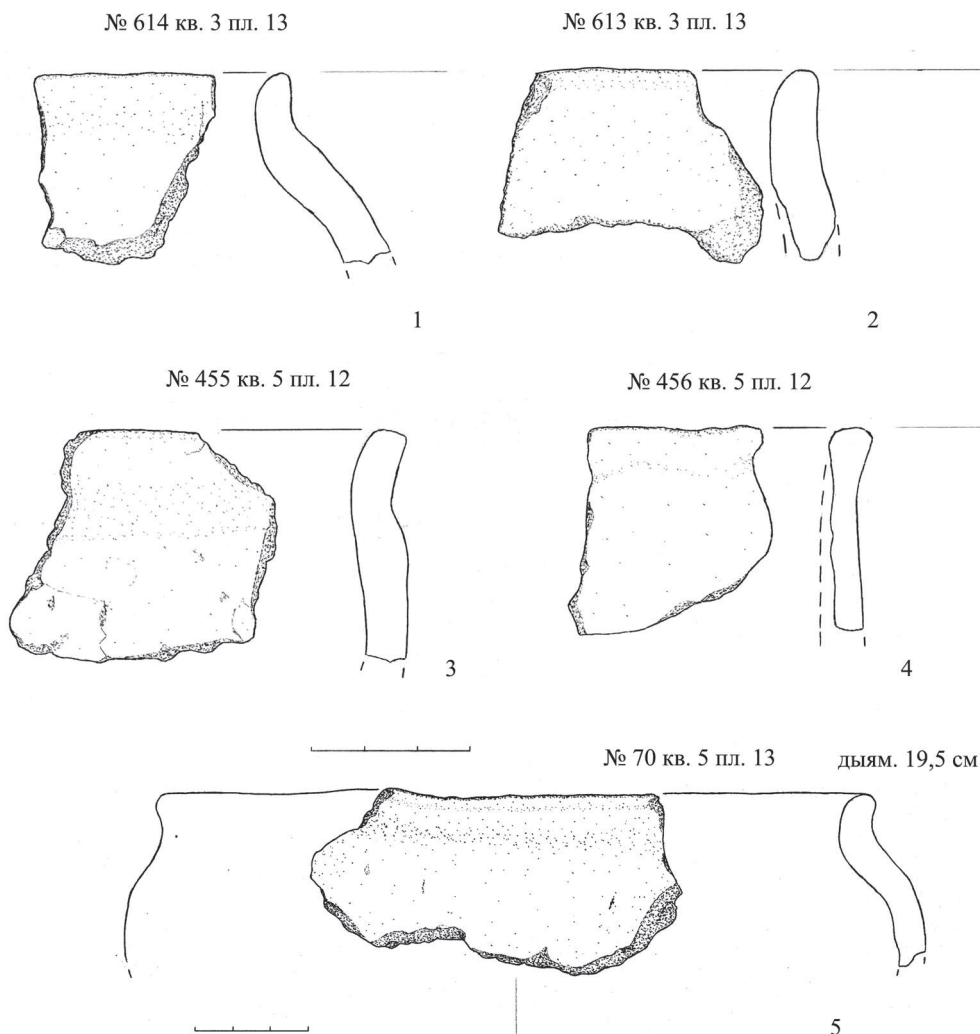 № 614 кв. 3 пл. 13
№ 613 кв. 3 пл. 13
1
2
№ 455 кв. 5 пл. 12
№ 456 кв. 5 пл. 12
3
4
№ 70 кв. 5 пл. 13
дыям. 19,5 см
5